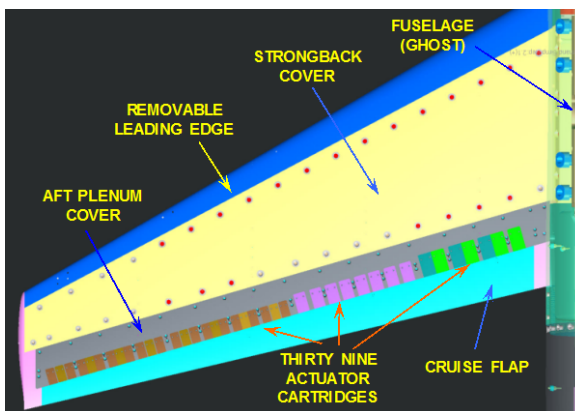 FUSELAGE
(GHOST)
STRONGBACK
COVER
REMOVABLE
LEADING EDGE
AFT PLENUM
COVER
THIRTY NINE
ACTUATOR
CARTRIDGES
CRUISE FLAP